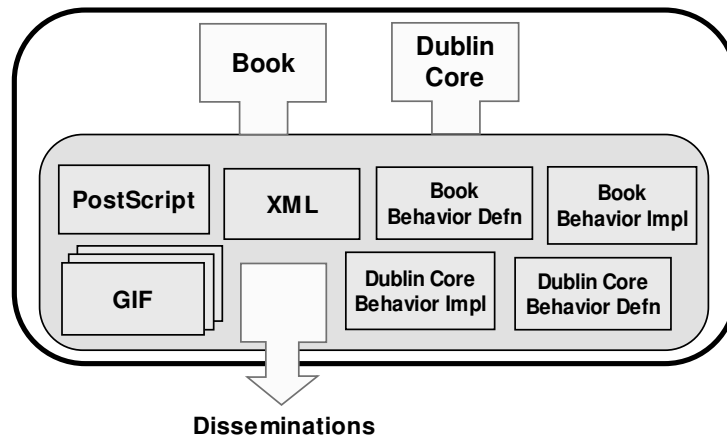 Book
Dublin
Core
PostScript
XML
Book
Behavior Defn
Book
Behavior Impl
GIF
Dublin Core
Behavior Impl
Dublin Core
Behavior Defn
Disseminations